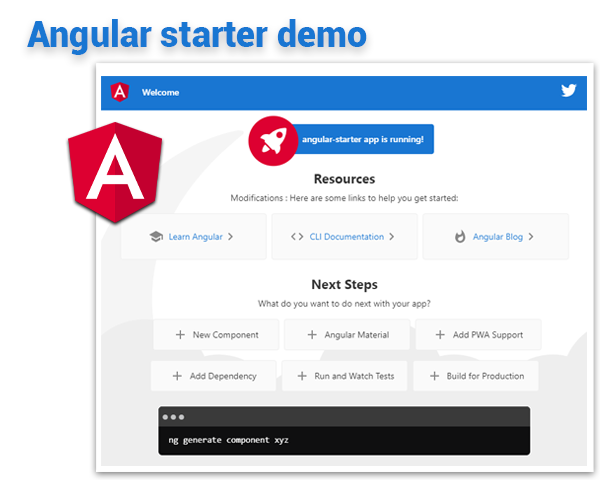 Angular starter demo
Welcome
angular-starter app is running!
Resources
Modifications : Here are some links to help you get started:
Learn Angular
CLI Documentation
Angular Blog
Next Steps
What do you want to do next with your app?
New Component
Angular Material
Add PWA Support
Add Dependency
Run and Watch Tests
Build for Production
ng generate component xyz